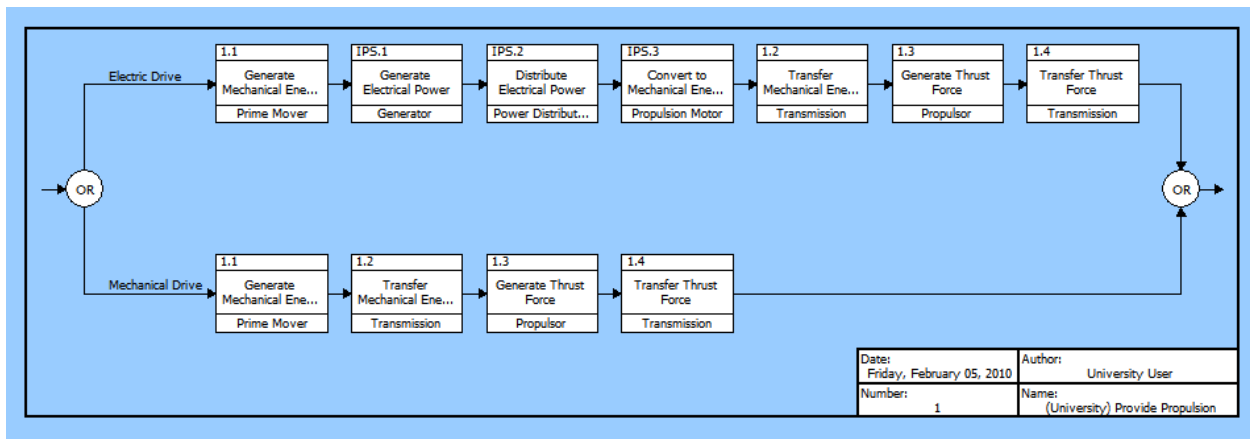 1.1
Generate
Mechanical Ene...
Prime Mover
IPS.1
Generate
Electrical Power
Generator
IPS.2
Distribute
Electrical Power
Power Distribut...
IPS.3
Convert to
Mechanical Ene...
Propulsion Motor
1.2
Transfer
Mechanical Ene...
Transmission
1.3
Generate Thrust
Force
Propulsor
1.4
Transfer Thrust
Force
Transmission
Electric Drive
OR
OR
Mechanical Drive
1.1
Generate
Mechanical Ene...
Prime Mover
1.2
Transfer
Mechanical Ene...
Transmission
1.3
Generate Thrust
Force
Propulsor
1.4
Transfer Thrust
Force
Transmission
Date:
Friday, February 05, 2010
Author:
University User
Number:
1
Name:
(University) Provide Propulsion